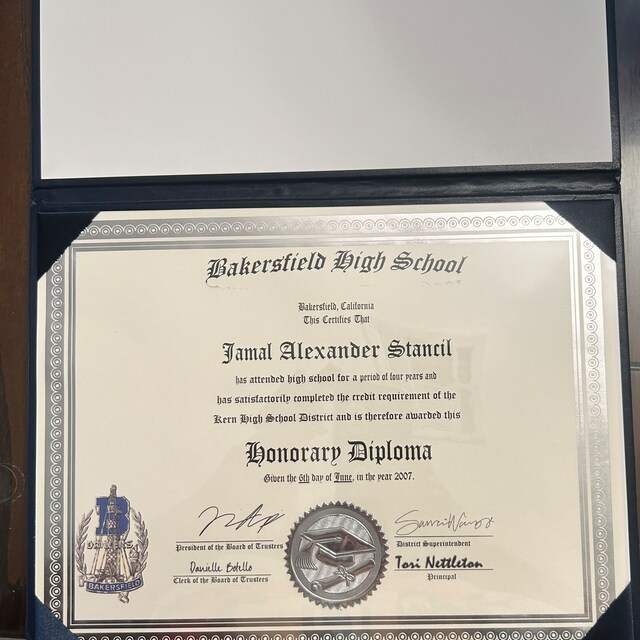 Bakersfield High School
Bakersfield, California
This Certifies That
Jamal Alexander Stancil
has attended high school for a period of four years and
has satisfactorily completed the credit requirement of the
Kern High School District and is therefore awarded this
Honorary Diploma
Given the 6th day of June, in the year 2007.
President of the Board of Trustees
District Superintendent
Danielle Botello
Clerk of the Board of Trustees
Tori Nettleton
Principal
B
DRILLERS
BAKERSFIELD